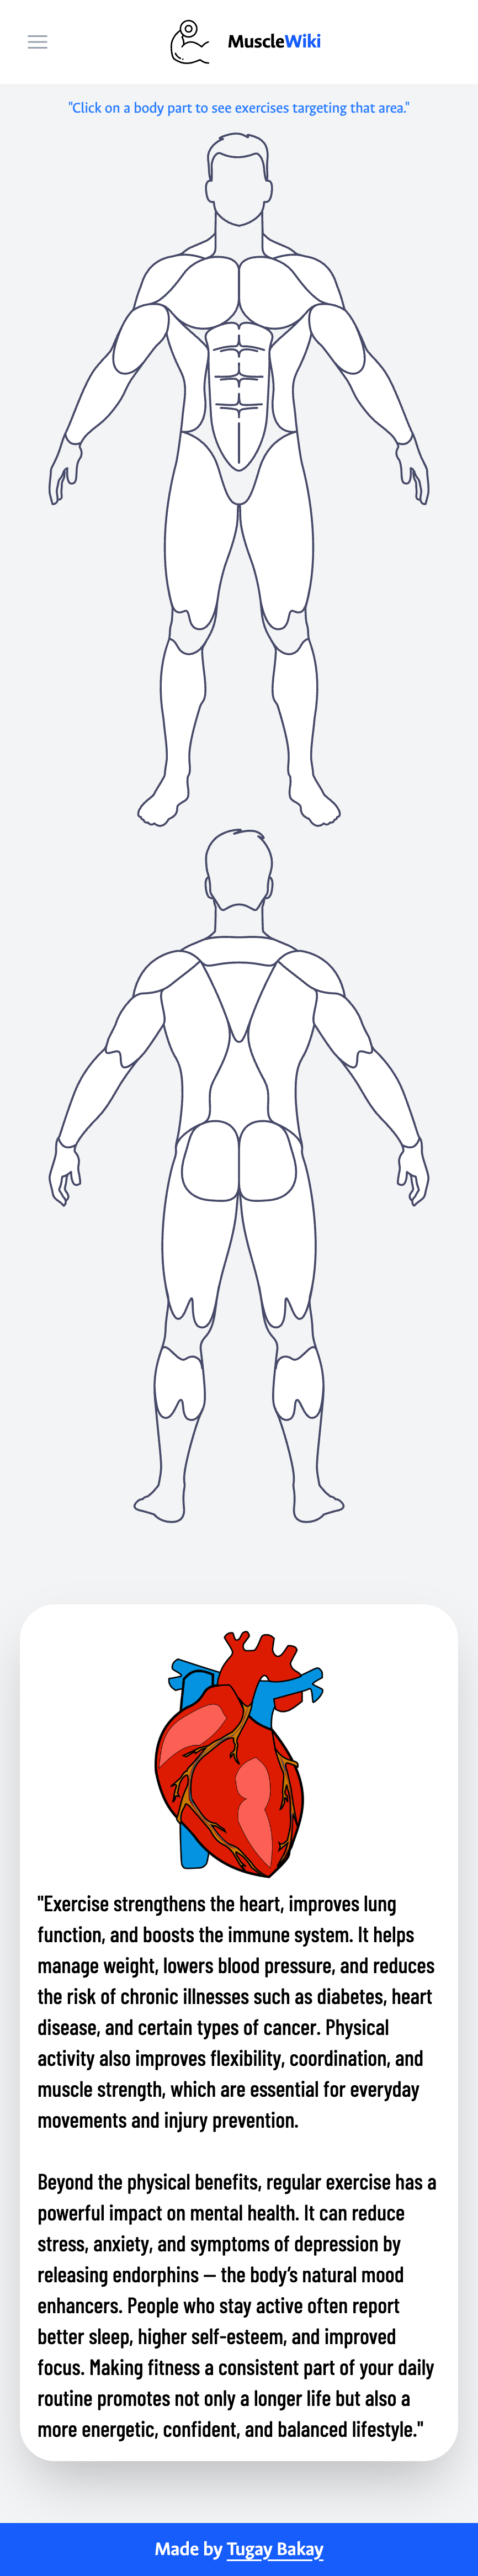 MuscleWiki
"Click on a body part to see exercises targeting that area."
"Exercise strengthens the heart, improves lung
function, and boosts the immune system. It helps
manage weight, lowers blood pressure, and reduces
the risk of chronic illnesses such as diabetes, heart
disease, and certain types of cancer. Physical
activity also improves flexibility, coordination, and
muscle strength, which are essential for everyday
movements and injury prevention.
Beyond the physical benefits, regular exercise has a
powerful impact on mental health. It can reduce
stress, anxiety, and symptoms of depression by
releasing endorphins — the body’s natural mood
enhancers. People who stay active often report
better sleep, higher self-esteem, and improved
focus. Making fitness a consistent part of your daily
routine promotes not only a longer life but also a
more energetic, confident, and balanced lifestyle."
Made by Tugay Bakay